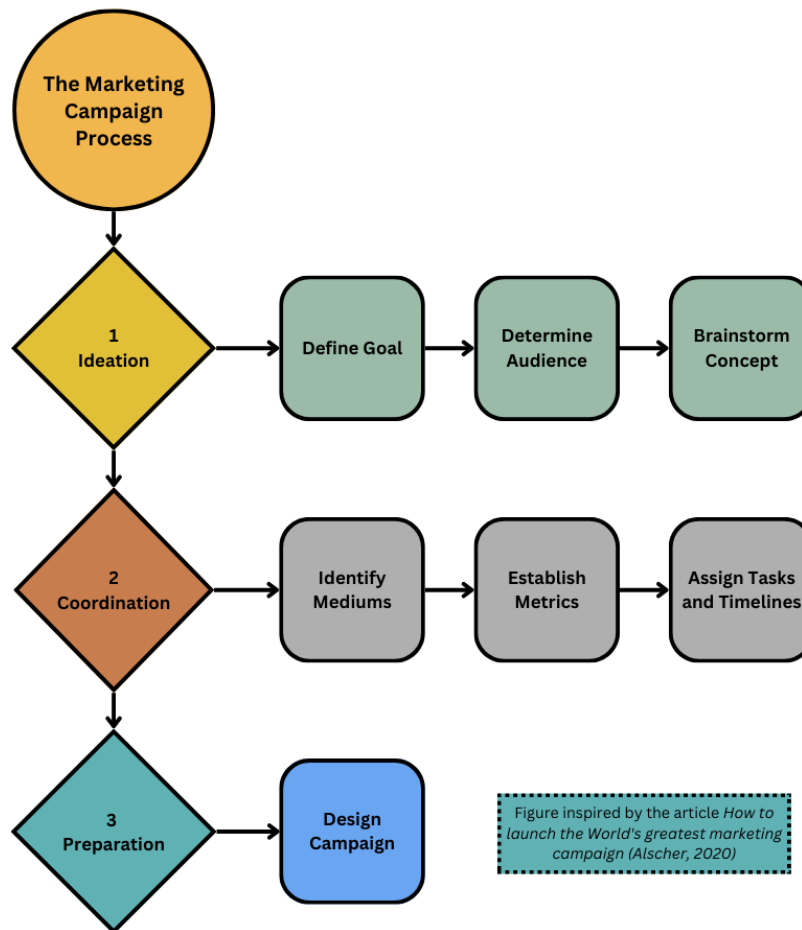 The Marketing
Campaign
Process
1
Ideation
Define Goal
Determine
Audience
Brainstorm
Concept
2
Coordination
Identify
Mediums
Establish
Metrics
Assign Tasks
and Timelines
3
Preparation
Design
Campaign
Figure inspired by the article How to
launch the World's greatest marketing
campaign (Alscher, 2020)